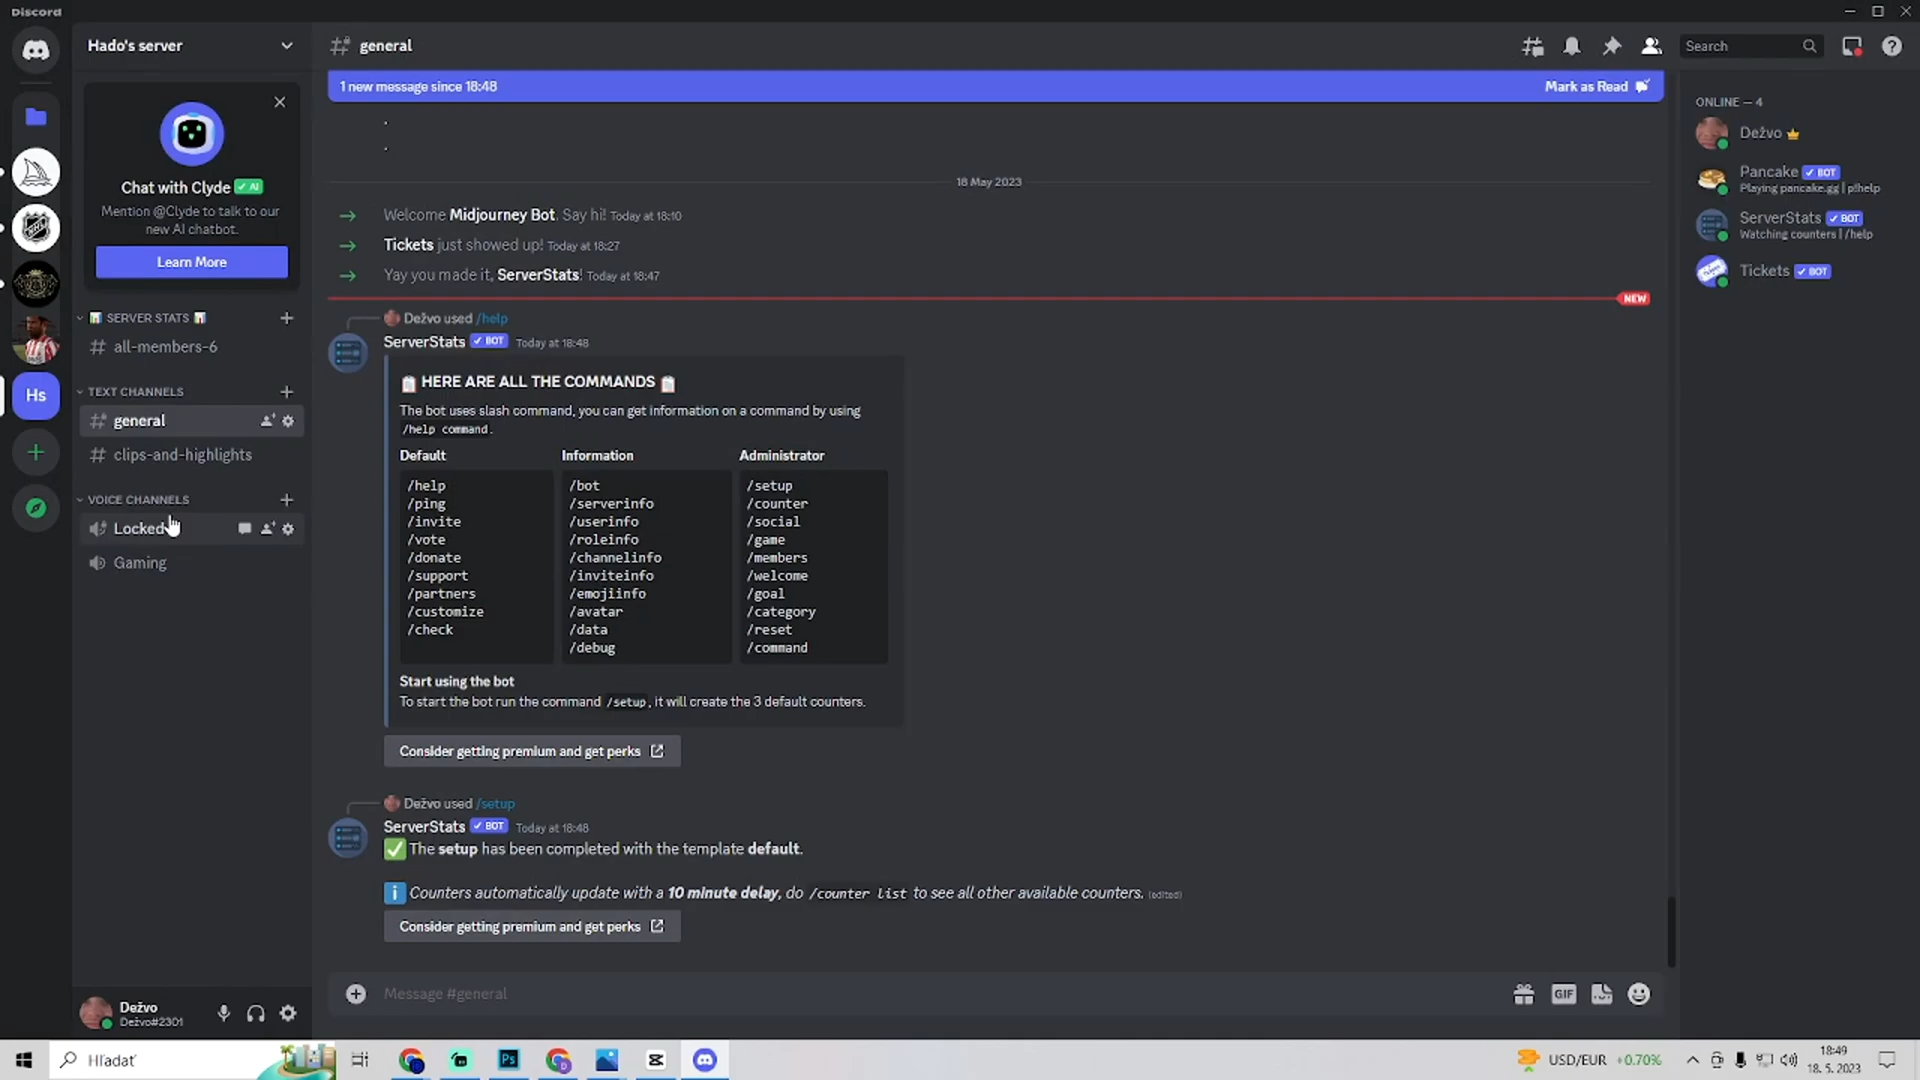 Discord
Hado's server
general
Search
1 new message since 18:48
Mark as Read
Chat with Clyde
AI
Mention @Clyde to talk to our
new AI chatbot.
Learn More
SERVER STATS
all-members-6
TEXT CHANNELS
general
clips-and-highlights
VOICE CHANNELS
Locked
Gaming
Hs
18 May 2023
Welcome Midjourney Bot. Say hi! Today at 18:10
Tickets just showed up! Today at 18:27
Yay you made it, ServerStats! Today at 18:47
NEW
Dežvo used /help
ServerStats BOT Today at 18:48
HERE ARE ALL THE COMMANDS
The bot uses slash command, you can get information on a command by using
/help command.
Default
/help
/ping
/invite
/vote
/donate
/support
/partners
/customize
/check
Information
/bot
/serverinfo
/userinfo
/roleinfo
/channelinfo
/inviteinfo
/emojiinfo
/avatar
/data
/debug
Administrator
/setup
/counter
/social
/game
/members
/welcome
/goal
/category
/reset
/command
Start using the bot
To start the bot run the command /setup, it will create the 3 default counters.
Consider getting premium and get perks
Dežvo used /setup
ServerStats BOT Today at 18:48
The setup has been completed with the template default.
Counters automatically update with a 10 minute delay, do /counter list to see all other available counters. (edited)
Consider getting premium and get perks
Message #general
GIF
ONLINE — 4
Dežvo
Pancake BOT
Playing pancake.gg | p!help
ServerStats BOT
Watching counters | /help
Tickets BOT
Dežvo
Dežvo#2301
Hľadať
Ps
USD/EUR +0.70%
18:49
18. 5. 2023